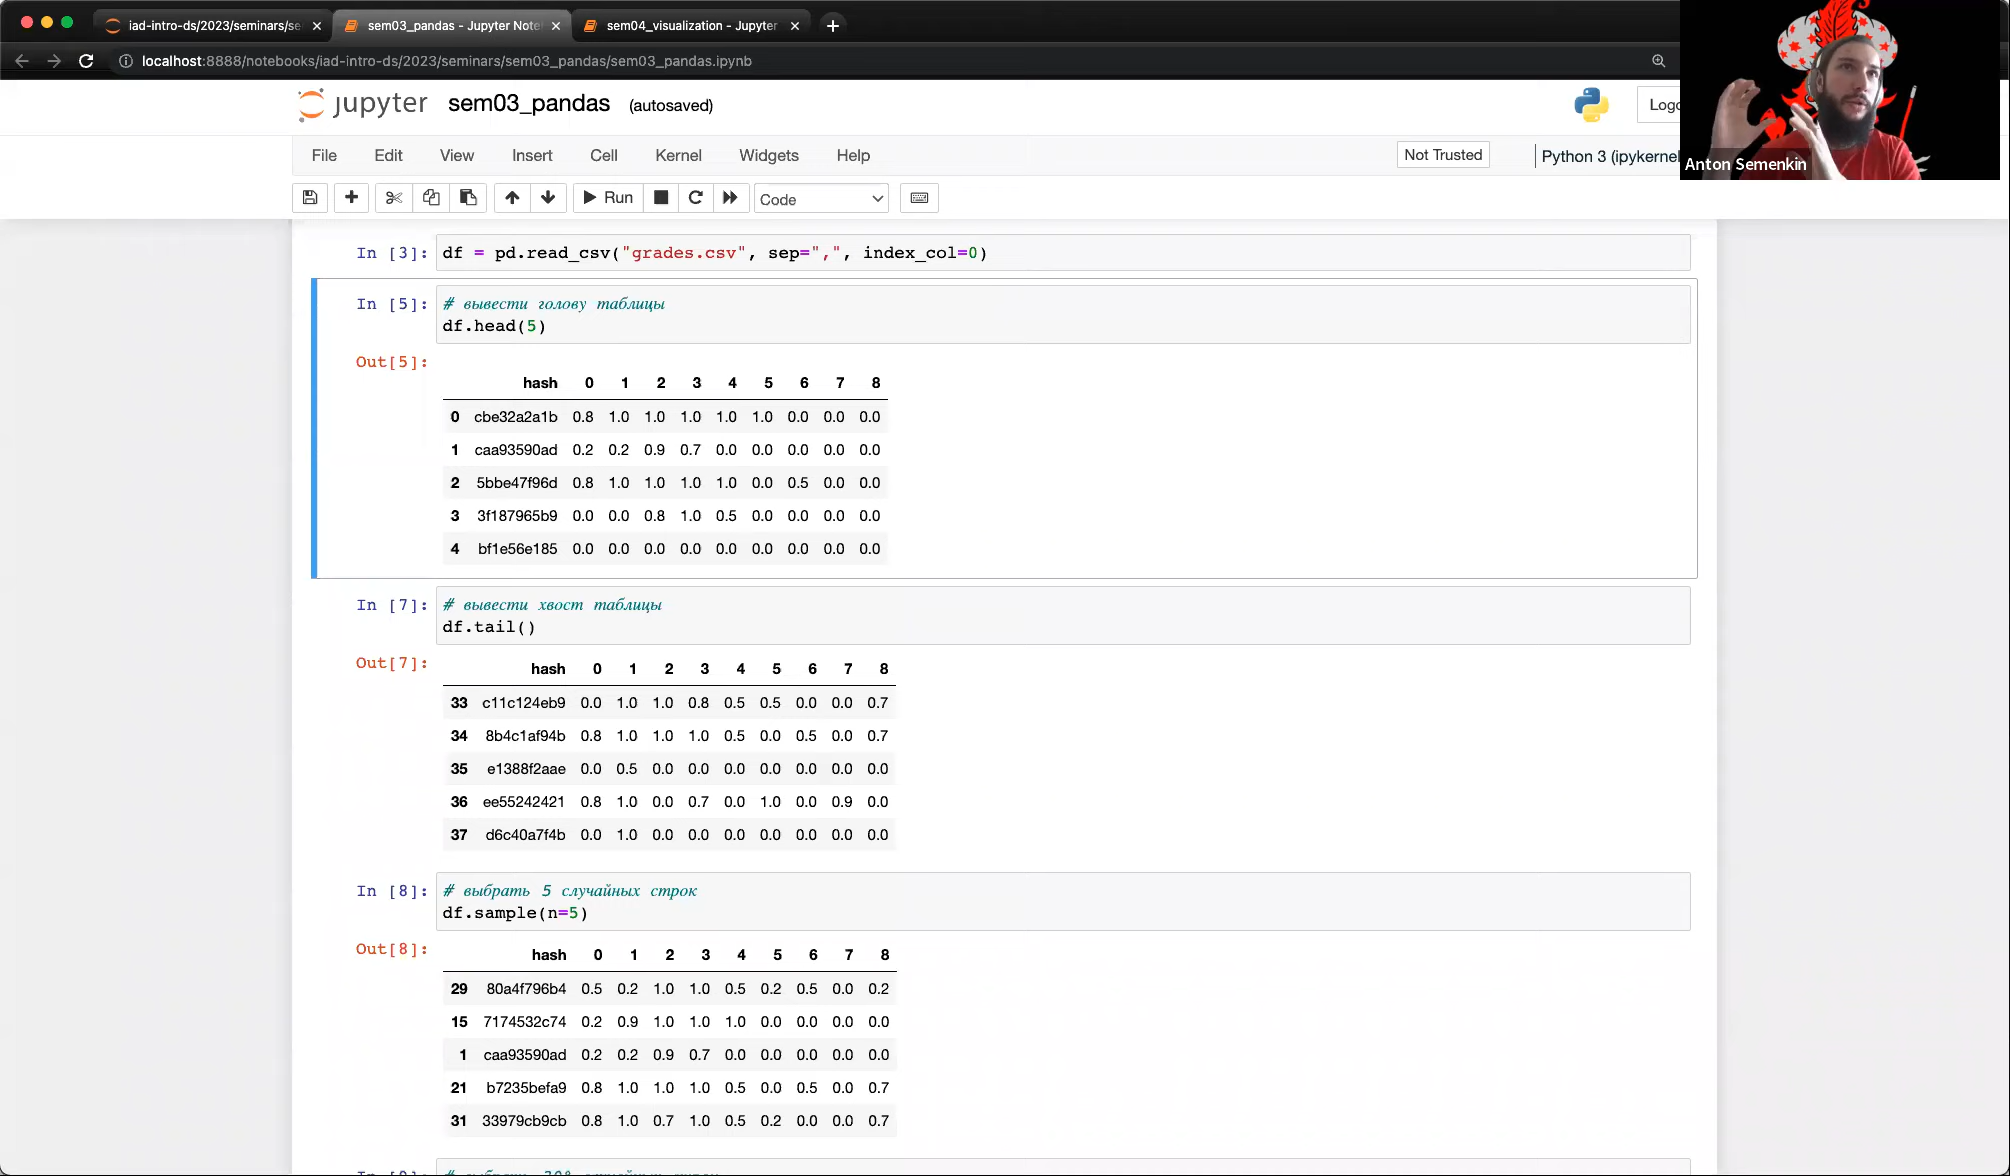 iad-intro-ds/2023/seminars/se
sem03_pandas - Jupyter Note
sem04_visualization - Jupyter
localhost:8888/notebooks/iad-intro-ds/2023/seminars/sem03_pandas/sem03_pandas.ipynb
jupyter sem03_pandas (autosaved)
Logo
File Edit View Insert Cell Kernel Widgets Help
Not Trusted
Python 3 (ipykernel
Anton Semenkin
Run
Code
In [3]: df = pd.read_csv("grades.csv", sep=",", index_col=0)
In [5]: # вывести голову таблицы
df.head(5)
Out[5]:
hash 0 1 2 3 4 5 6 7 8
0 cbe32a2a1b 0.8 1.0 1.0 1.0 1.0 1.0 0.0 0.0 0.0
1 caa93590ad 0.2 0.2 0.9 0.7 0.0 0.0 0.0 0.0 0.0
2 5bbe47f96d 0.8 1.0 1.0 1.0 1.0 0.0 0.5 0.0 0.0
3 3f187965b9 0.0 0.0 0.8 1.0 0.5 0.0 0.0 0.0 0.0
4 bf1e56e185 0.0 0.0 0.0 0.0 0.0 0.0 0.0 0.0 0.0
In [7]: # вывести хвост таблицы
df.tail()
Out[7]:
hash 0 1 2 3 4 5 6 7 8
33 c11c124eb9 0.0 1.0 1.0 0.8 0.5 0.5 0.0 0.0 0.7
34 8b4c1af94b 0.8 1.0 1.0 1.0 0.5 0.0 0.5 0.0 0.7
35 e1388f2aae 0.0 0.5 0.0 0.0 0.0 0.0 0.0 0.0 0.0
36 ee55242421 0.8 1.0 0.0 0.7 0.0 1.0 0.0 0.9 0.0
37 d6c40a7f4b 0.0 1.0 0.0 0.0 0.0 0.0 0.0 0.0 0.0
In [8]: # выбрать 5 случайных строк
df.sample(n=5)
Out[8]:
hash 0 1 2 3 4 5 6 7 8
29 80a4f796b4 0.5 0.2 1.0 1.0 0.5 0.2 0.5 0.0 0.2
15 7174532c74 0.2 0.9 1.0 1.0 1.0 0.0 0.0 0.0 0.0
1 caa93590ad 0.2 0.2 0.9 0.7 0.0 0.0 0.0 0.0 0.0
21 b7235befa9 0.8 1.0 1.0 1.0 0.5 0.0 0.5 0.0 0.7
31 33979cb9cb 0.8 1.0 0.7 1.0 0.5 0.2 0.0 0.0 0.7